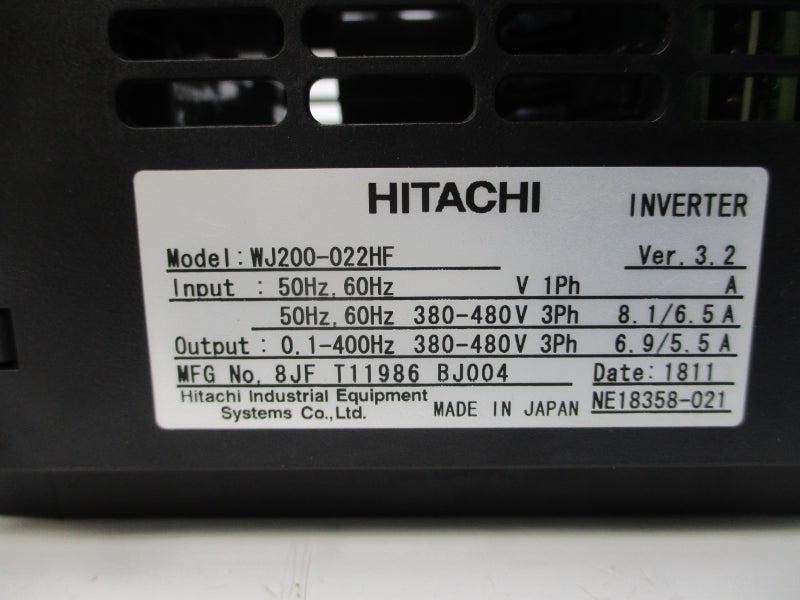 HITACHI INVERTER
Model: WJ200-022HF Ver. 3.2
Input : 50Hz, 60Hz V 1Ph A
50Hz, 60Hz 380-480V 3Ph 8.1/6.5 A
Output : 0.1-400Hz 380-480V 3Ph 6.9/5.5 A
MFG No. 8JF T11986 BJ004 Date: 1811
Hitachi Industrial Equipment
Systems Co., Ltd. MADE IN JAPAN NE18358-021